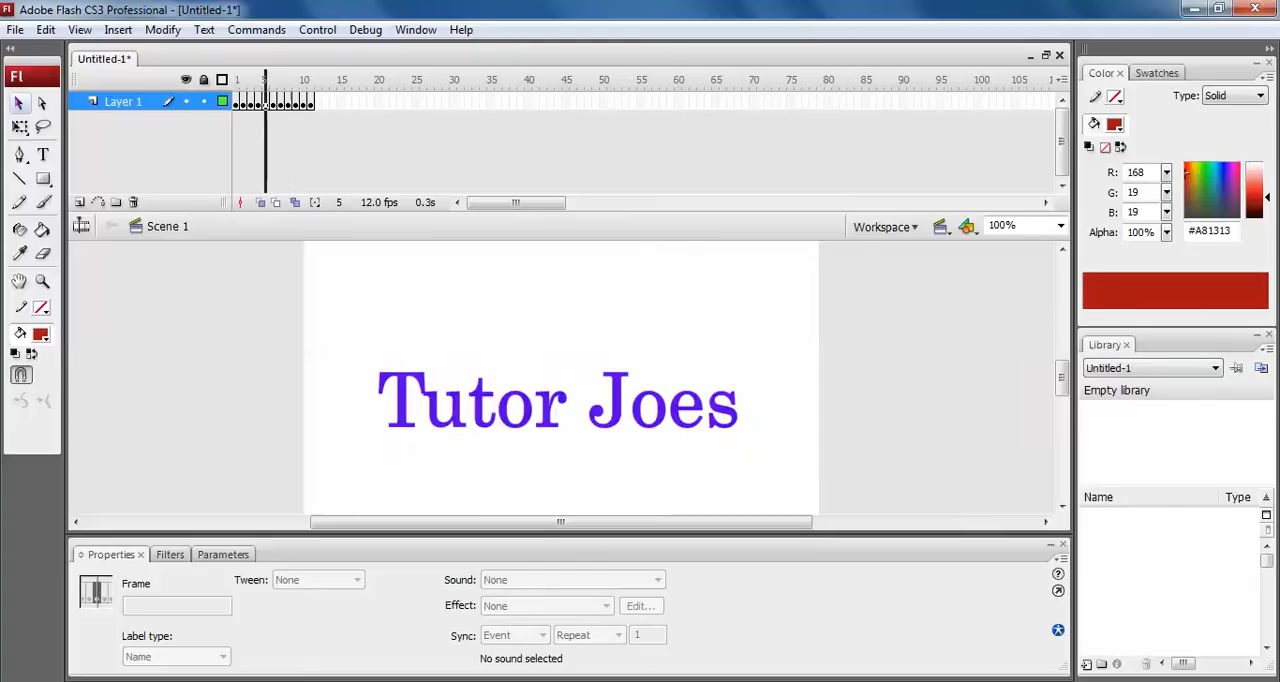 Fl Adobe Flash CS3 Professional - [Untitled-1*]
File Edit View Insert Modify Text Commands Control Debug Window Help
Untitled-1*
Fl
1 5 10 15 20 25 30 35 40 45 50 55 60 65 70 75 80 85 90 95 100 105
Layer 1
5 12.0 fps 0.3s
Scene 1
Workspace
100%
Tutor Joes
Properties × Filters Parameters
Frame
Tween: None
Label type:
Name
Sound: None
Effect: None Edit...
Sync: Event Repeat 1
No sound selected
Color × Swatches
Type: Solid
R: 168
G: 19
B: 19
Alpha: 100% #A81313
Library ×
Untitled-1
Empty library
Name Type